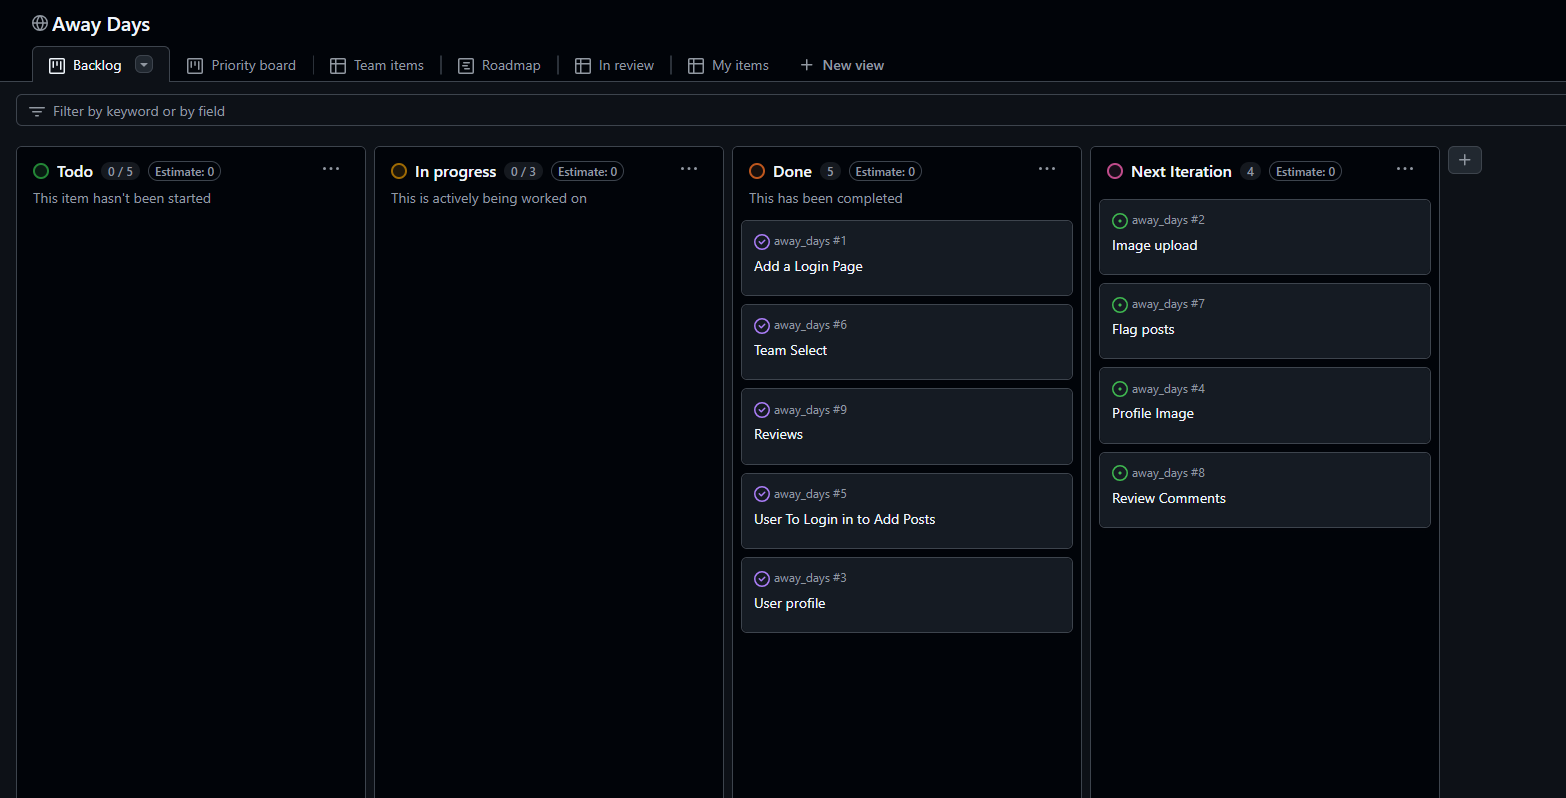 Away Days
Backlog
Priority board
Team items
Roadmap
In review
My items
+ New view
Filter by keyword or by field
Todo 0 / 5 Estimate: 0 ...
This item hasn't been started
In progress 0 / 3 Estimate: 0 ...
This is actively being worked on
Done 5 Estimate: 0 ...
This has been completed
away_days #1
Add a Login Page
away_days #6
Team Select
away_days #9
Reviews
away_days #5
User To Login in to Add Posts
away_days #3
User profile
Next Iteration 4 Estimate: 0 ...
away_days #2
Image upload
away_days #7
Flag posts
away_days #4
Profile Image
away_days #8
Review Comments
+